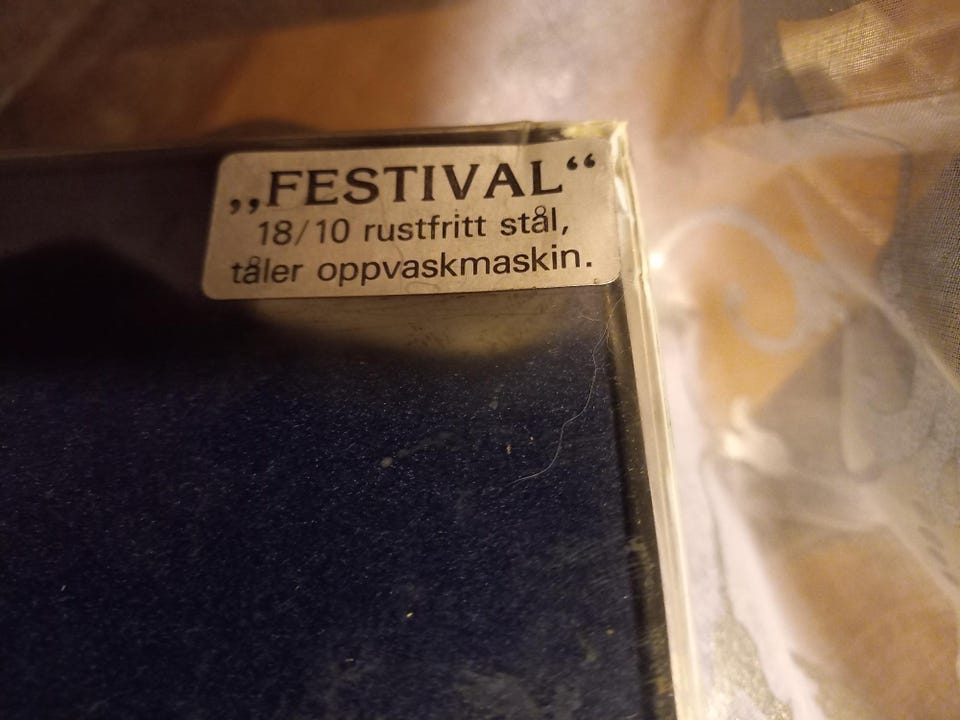 „FESTIVAL“
18/10 rustfritt stål,
tåler oppvaskmaskin.